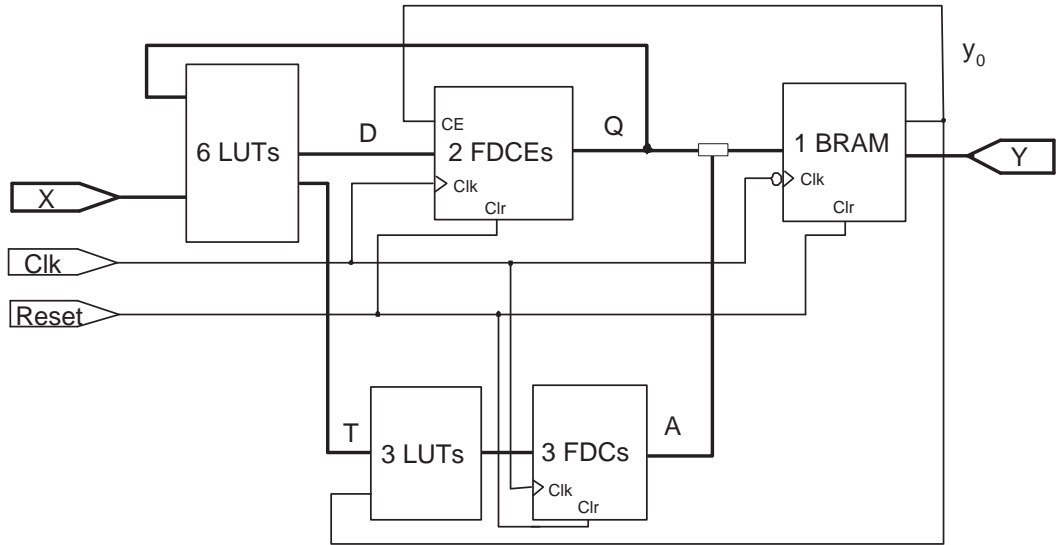 y0
CE
D
Q
6 LUTs
2 FDCEs
1 BRAM
Y
X
Clk
Clk
Clr
Clr
Clk
Reset
T
A
3 LUTs
3 FDCs
Clk
Clr